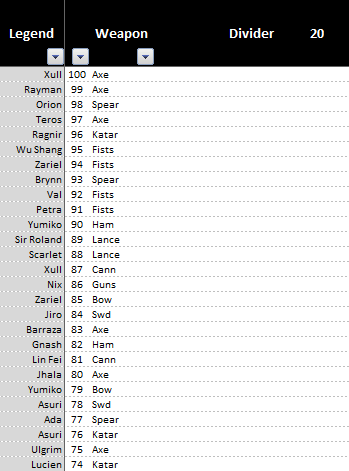 Legend Weapon Divider 20
Xull 100 Axe
Rayman 99 Axe
Orion 98 Spear
Teros 97 Axe
Ragnir 96 Katar
Wu Shang 95 Fists
Zariel 94 Fists
Brynn 93 Spear
Val 92 Fists
Petra 91 Fists
Yumiko 90 Ham
Sir Roland 89 Lance
Scarlet 88 Lance
Xull 87 Cann
Nix 86 Guns
Zariel 85 Bow
Jiro 84 Swd
Barraza 83 Axe
Gnash 82 Ham
Lin Fei 81 Cann
Jhala 80 Axe
Yumiko 79 Bow
Asuri 78 Swd
Ada 77 Spear
Asuri 76 Katar
Ulgrim 75 Axe
Lucien 74 Katar